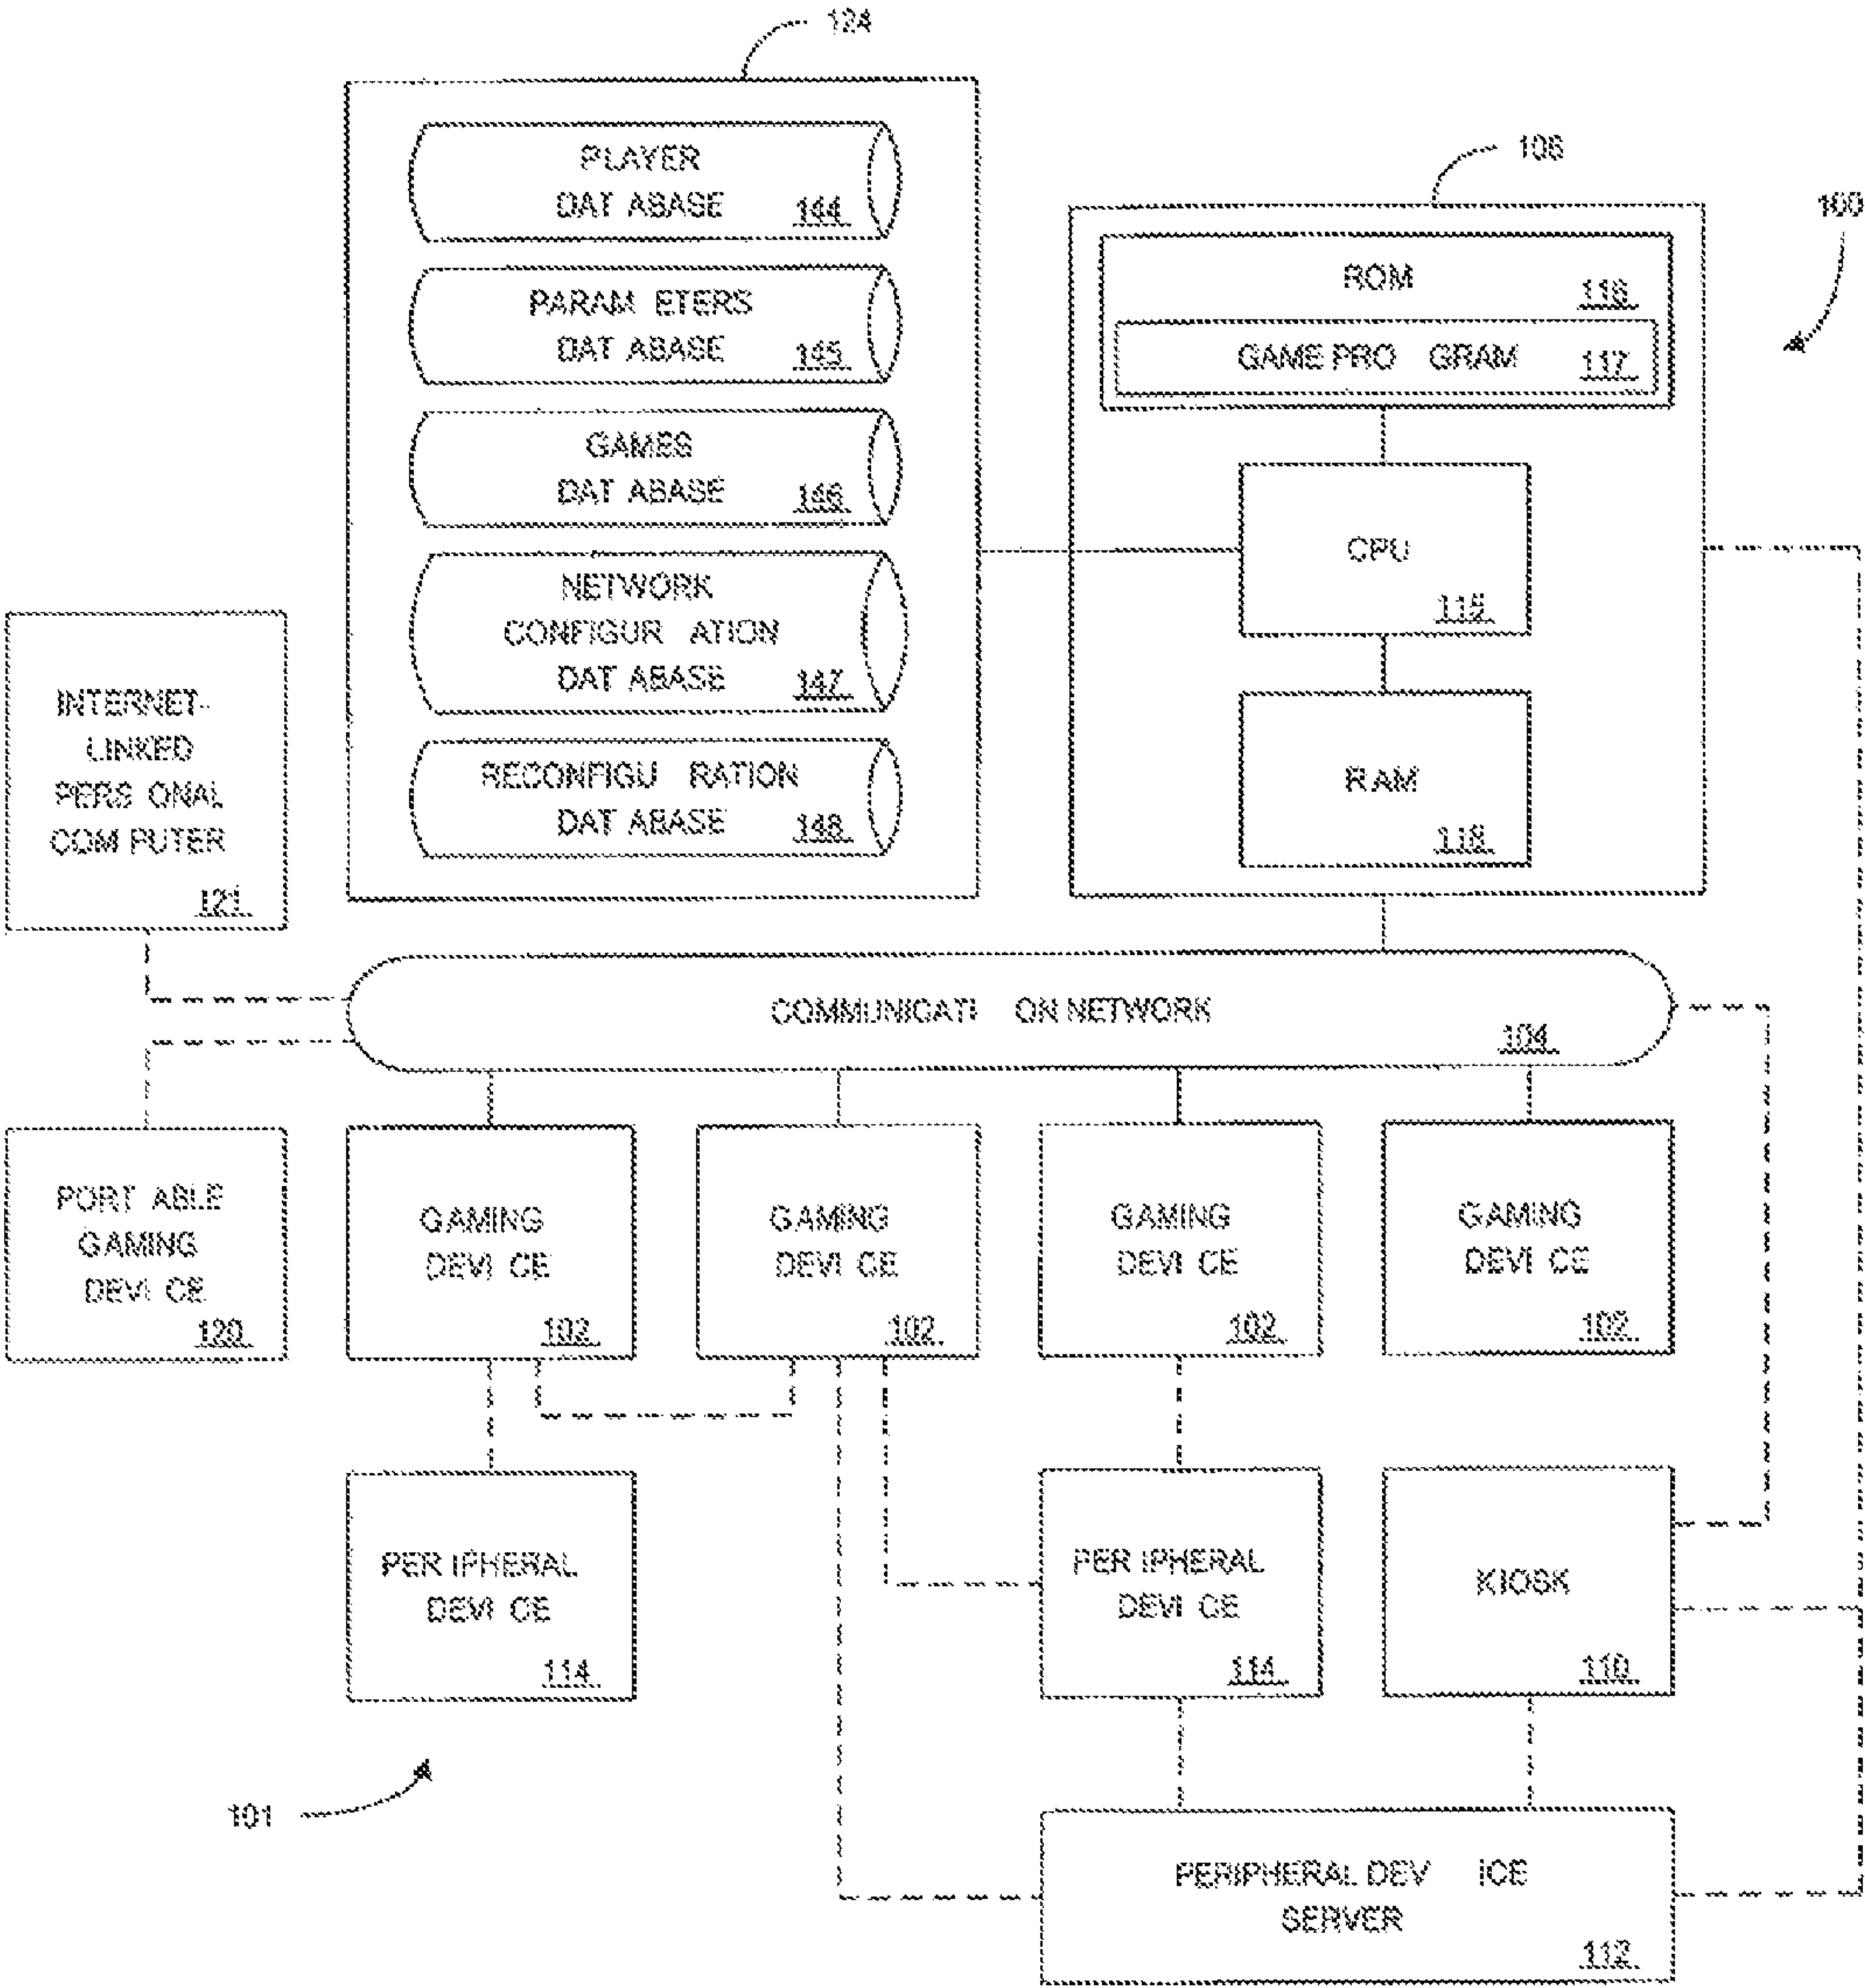 124
PLAYER
DAT ABASE 144
PARAM ETERS
DAT ABASE 145
GAMES
DAT ABASE 146
NETWORK
CONFIGUR ATION
DAT ABASE 147
RECONFIGU RATION
DAT ABASE 148
108
100
ROM 116
GAME PRO GRAM 117
CPU
115
RAM
118
INTERNET-
LINKED
PERS ONAL
COM PUTER
121
COMMUNICATI ON NETWORK
104
PORT ABLE
GAMING
DEVI CE
120
GAMING
DEVI CE
102
GAMING
DEVI CE
102
GAMING
DEVI CE
102
GAMING
DEVI CE
102
PER IPHERAL
DEVI CE
114
PER IPHERAL
DEVI CE
114
KIOSK
110
101
PERIPHERAL DEV ICE
SERVER
112